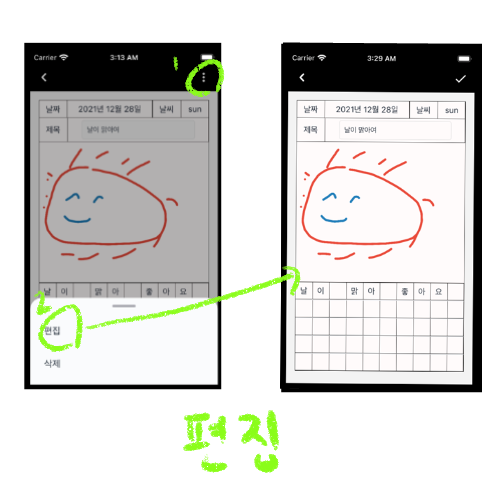 Carrier 3:13 AM
1
날짜 2021년 12월 28일 날씨 sun
제목 날이 맑아여
날 이 맑 아 좋 아 요
2
편집
삭제
Carrier 3:29 AM
날짜 2021년 12월 28일 날씨 sun
제목 날이 맑아여
날 이 맑 아 좋 아 요
편집